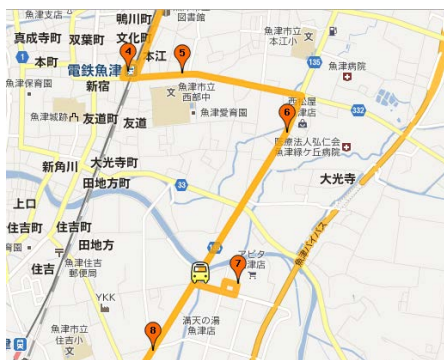 魚津支店
鴨川町
図書館
真成寺町
双葉町
文化町
4
5
本江
魚津市立
本江小
135
魚津病院
1
本町
電鉄魚津
新宿
魚津保育園
魚津市立
西部中
6
332
魚津城跡
友道町
友道
魚津愛育園
医療法人弘仁会
魚津緑ケ丘病院
大光寺町
大光寺
新角川
田地方町
33
上口
住吉町
田地方
魚津バイパス
住吉
魚津住吉
郵便局
7
アピタ
魚津店
YKK
満天の湯
魚津店
魚津市立
住吉小
8